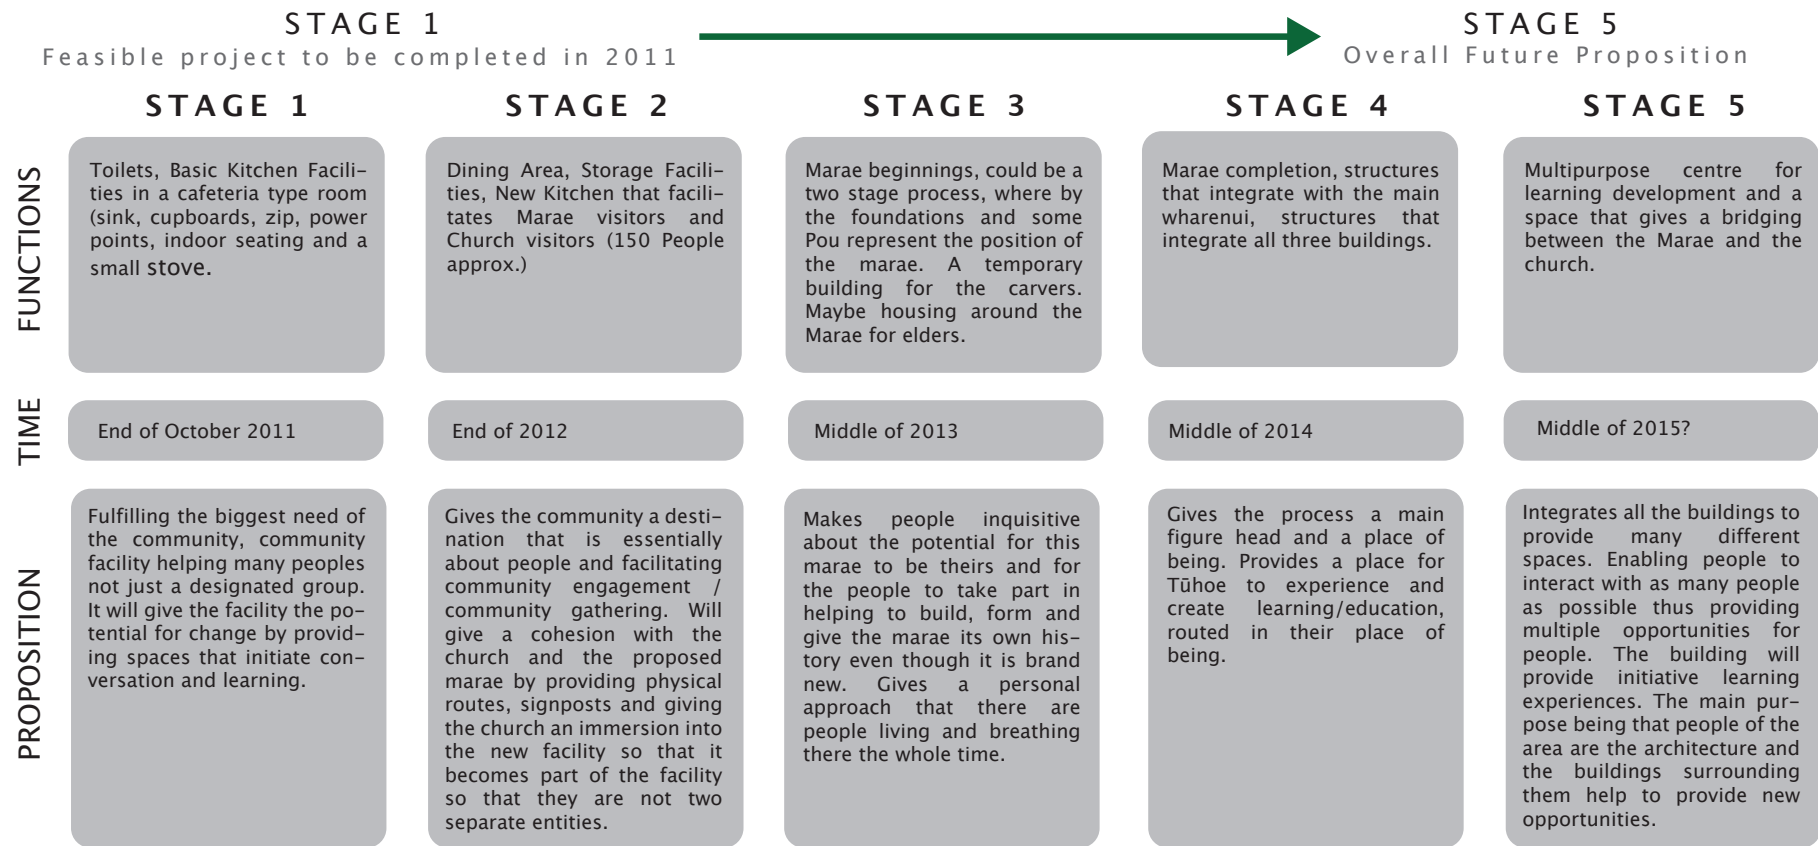 STAGE 1
Feasible project to be completed in 2011
STAGE 5
Overall Future Proposition
STAGE 1
STAGE 2
STAGE 3
STAGE 4
STAGE 5
FUNCTIONS
Toilets, Basic Kitchen Facili-
ties in a cafeteria type room
(sink, cupboards, zip, power
points, indoor seating and a
small stove.
Dining Area, Storage Facili-
ties, New Kitchen that facili-
tates Marae visitors and
Church visitors (150 People
approx.)
Marae beginnings, could be a
two stage process, where by
the foundations and some
Pou represent the position of
the marae. A temporary
building for the carvers.
Maybe housing around the
Marae for elders.
Marae completion, structures
that integrate with the main
wharenui, structures that
integrate all three buildings.
Multipurpose centre for
learning development and a
space that gives a bridging
between the Marae and the
church.
TIME
End of October 2011
End of 2012
Middle of 2013
Middle of 2014
Middle of 2015?
PROPOSITION
Fulfilling the biggest need of
the community, community
facility helping many peoples
not just a designated group.
It will give the facility the po-
tential for change by provid-
ing spaces that initiate con-
versation and learning.
Gives the community a desti-
nation that is essentially
about people and facilitating
community engagement /
community gathering. Will
give a cohesion with the
church and the proposed
marae by providing physical
routes, signposts and giving
the church an immersion into
the new facility so that it
becomes part of the facility
so that they are not two
separate entities.
Makes people inquisitive
about the potential for this
marae to be theirs and for
the people to take part in
helping to build, form and
give the marae its own his-
tory even though it is brand
new. Gives a personal
approach that there are
people living and breathing
there the whole time.
Gives the process a main
figure head and a place of
being. Provides a place for
Tūhoe to experience and
create learning/education,
routed in their place of
being.
Integrates all the buildings to
provide many different
spaces. Enabling people to
interact with as many people
as possible thus providing
multiple opportunities for
people. The building will
provide initiative learning
experiences. The main pur-
pose being that people of the
area are the architecture and
the buildings surrounding
them help to provide new
opportunities.